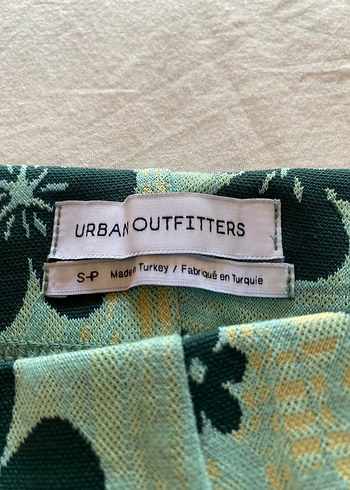 URBAN OUTFITTERS
S-P Made in Turkey / Fabriqué en Turquie